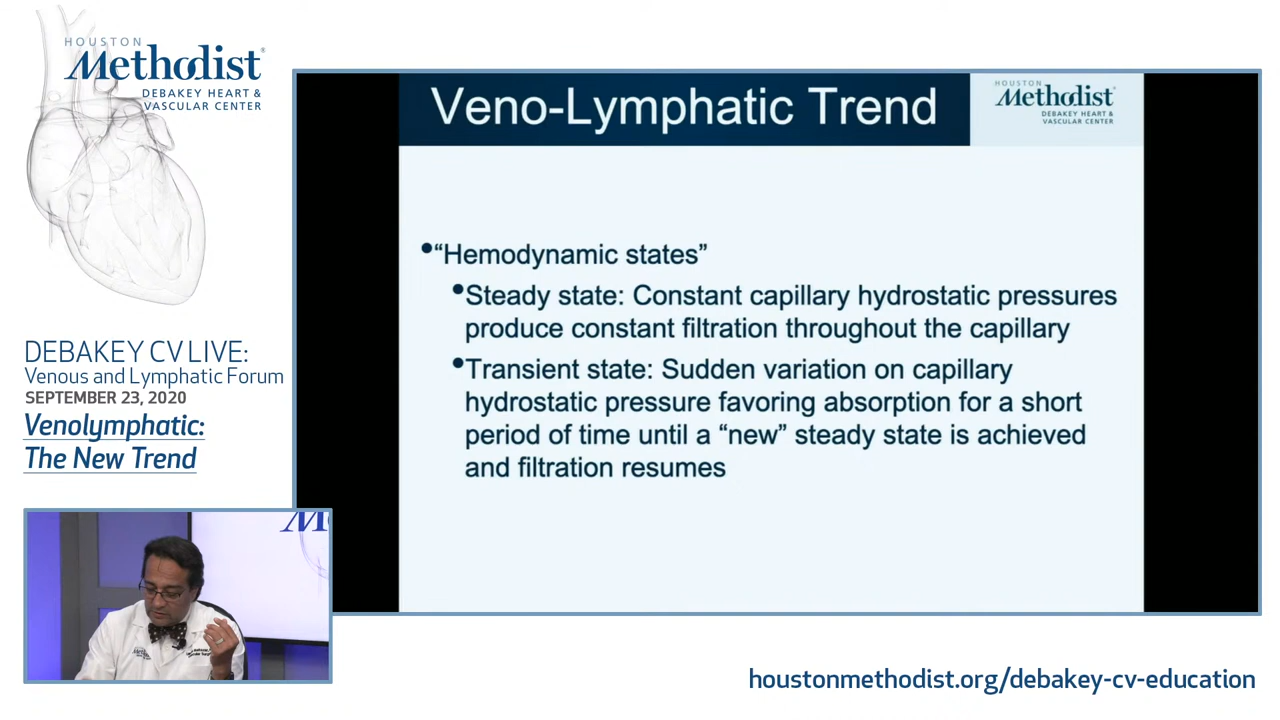 HOUSTON
Methodist
DEBAKEY HEART &
VASCULAR CENTER
DEBAKEY CV LIVE:
Venous and Lymphatic Forum
SEPTEMBER 23, 2020
Venolymphatic:
The New Trend
Veno-Lymphatic Trend
HOUSTON
Methodist
DEBAKEY HEART &
VASCULAR CENTER
•“Hemodynamic states”
•Steady state: Constant capillary hydrostatic pressures
produce constant filtration throughout the capillary
•Transient state: Sudden variation on capillary
hydrostatic pressure favoring absorption for a short
period of time until a “new” steady state is achieved
and filtration resumes
houstonmethodist.org/debakey-cv-education